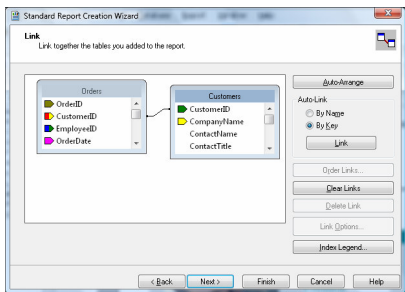 Standard Report Creation Wizard
Link
Link together the tables you added to the report.
Orders
OrderID
CustomerID
EmployeeID
OrderDate
Customers
CustomerID
CompanyName
ContactName
ContactTitle
Auto-Arrange
Auto-Link
By Name
By Key
Link
Order Links...
Clear Links
Delete Link
Link Options...
Index Legend...
< Back
Next >
Finish
Cancel
Help